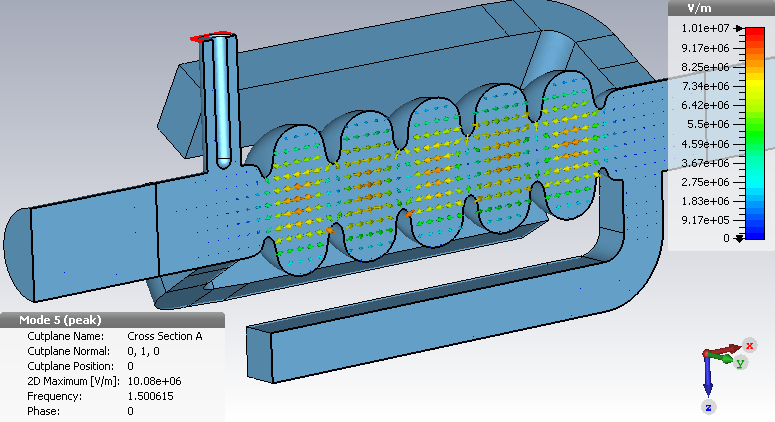 V/m
1.01e+07
9.17e+06
8.25e+06
7.34e+06
6.42e+06
5.5e+06
4.59e+06
3.67e+06
2.75e+06
1.83e+06
9.17e+05
0
Mode 5 (peak)
Cutplane Name: Cross Section A
Cutplane Normal: 0, 1, 0
Cutplane Position: 0
2D Maximum [V/m]: 10.08e+06
Frequency: 1.500615
Phase: 0
x
y
z